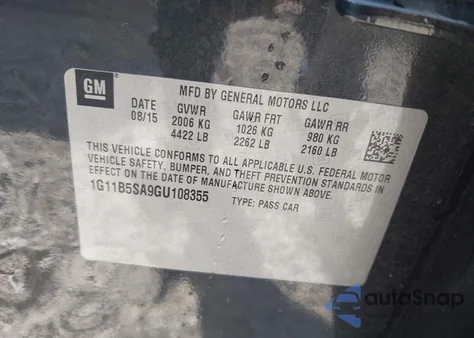 GM
MFD BY GENERAL MOTORS LLC
DATE GVWR GAWR FRT GAWR RR
08/15 2006 KG 1026 KG 980 KG
4422 LB 2262 LB 2160 LB
THIS VEHICLE CONFORMS TO ALL APPLICABLE U.S. FEDERAL MOTOR
VEHICLE SAFETY, BUMPER, AND THEFT PREVENTION STANDARDS IN
EFFECT ON THE DATE OF MANUFACTURE SHOWN ABOVE.
1G11B5SA9GU108355 TYPE: PASS CAR
autaSnap